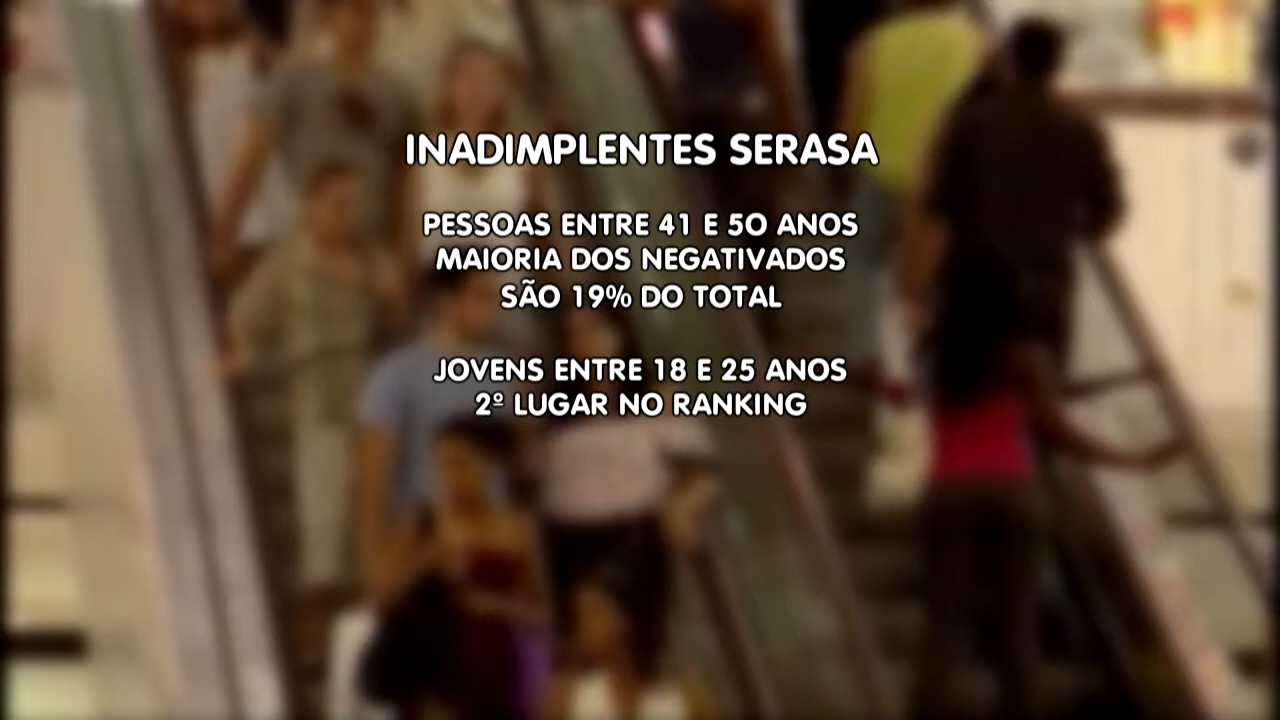 INADIMPLENTES SERASA
PESSOAS ENTRE 41 E 50 ANOS
MAIORIA DOS NEGATIVADOS
SÃO 19% DO TOTAL
JOVENS ENTRE 18 E 25 ANOS
2º LUGAR NO RANKING